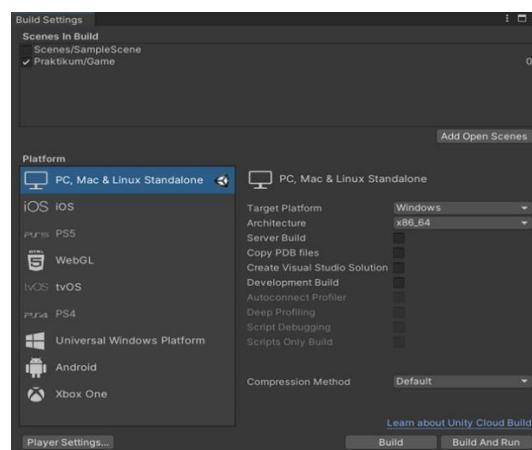 Build Settings
Scenes In Build
Scenes/SampleScene
Praktikum/Game 0
Add Open Scenes
Platform
PC, Mac & Linux Standalone
iOS iOS
PS5
WebGL
tvOS tvOS
PS4
Universal Windows Platform
Android
Xbox One
PC, Mac & Linux Standalone
Target Platform Windows
Architecture x86_64
Server Build
Copy PDB files
Create Visual Studio Solution
Development Build
Autoconnect Profiler
Deep Profiling
Script Debugging
Scripts Only Build
Compression Method Default
Learn about Unity Cloud Build
Player Settings... Build Build And Run